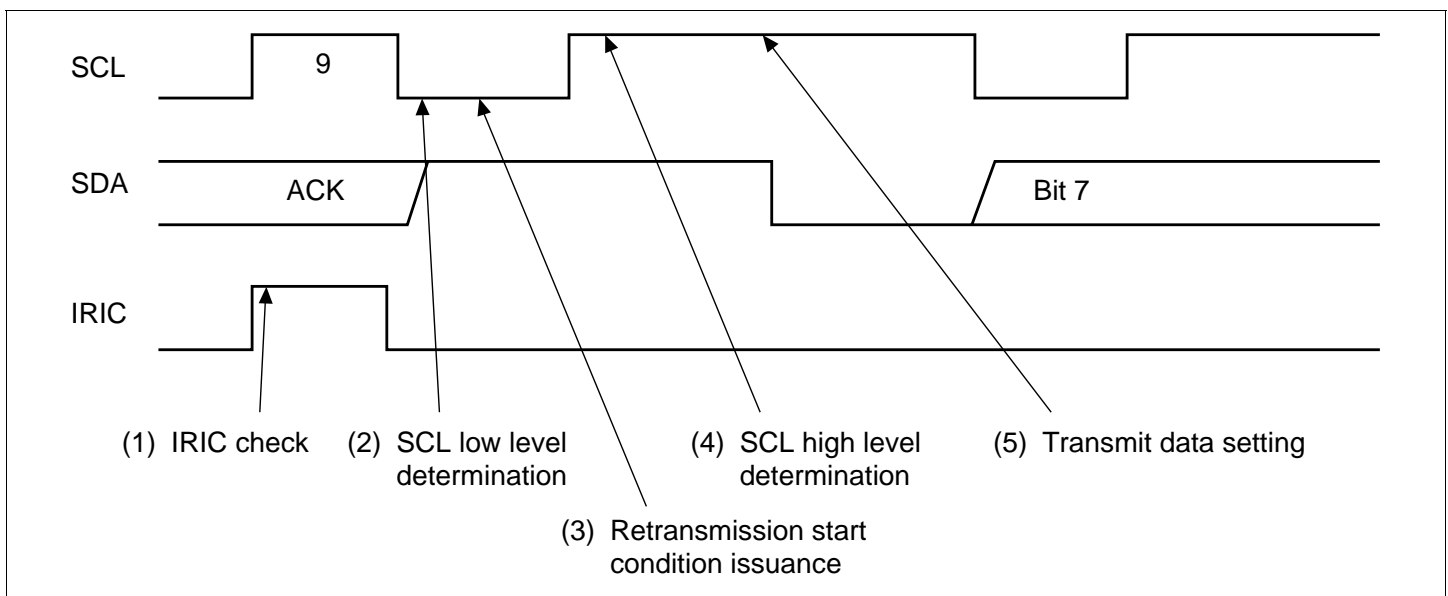 SCL
9
SDA
ACK
Bit 7
IRIC
(1) IRIC check
(2) SCL low level
determination
(4) SCL high level
determination
(5) Transmit data setting
(3) Retransmission start
condition issuance